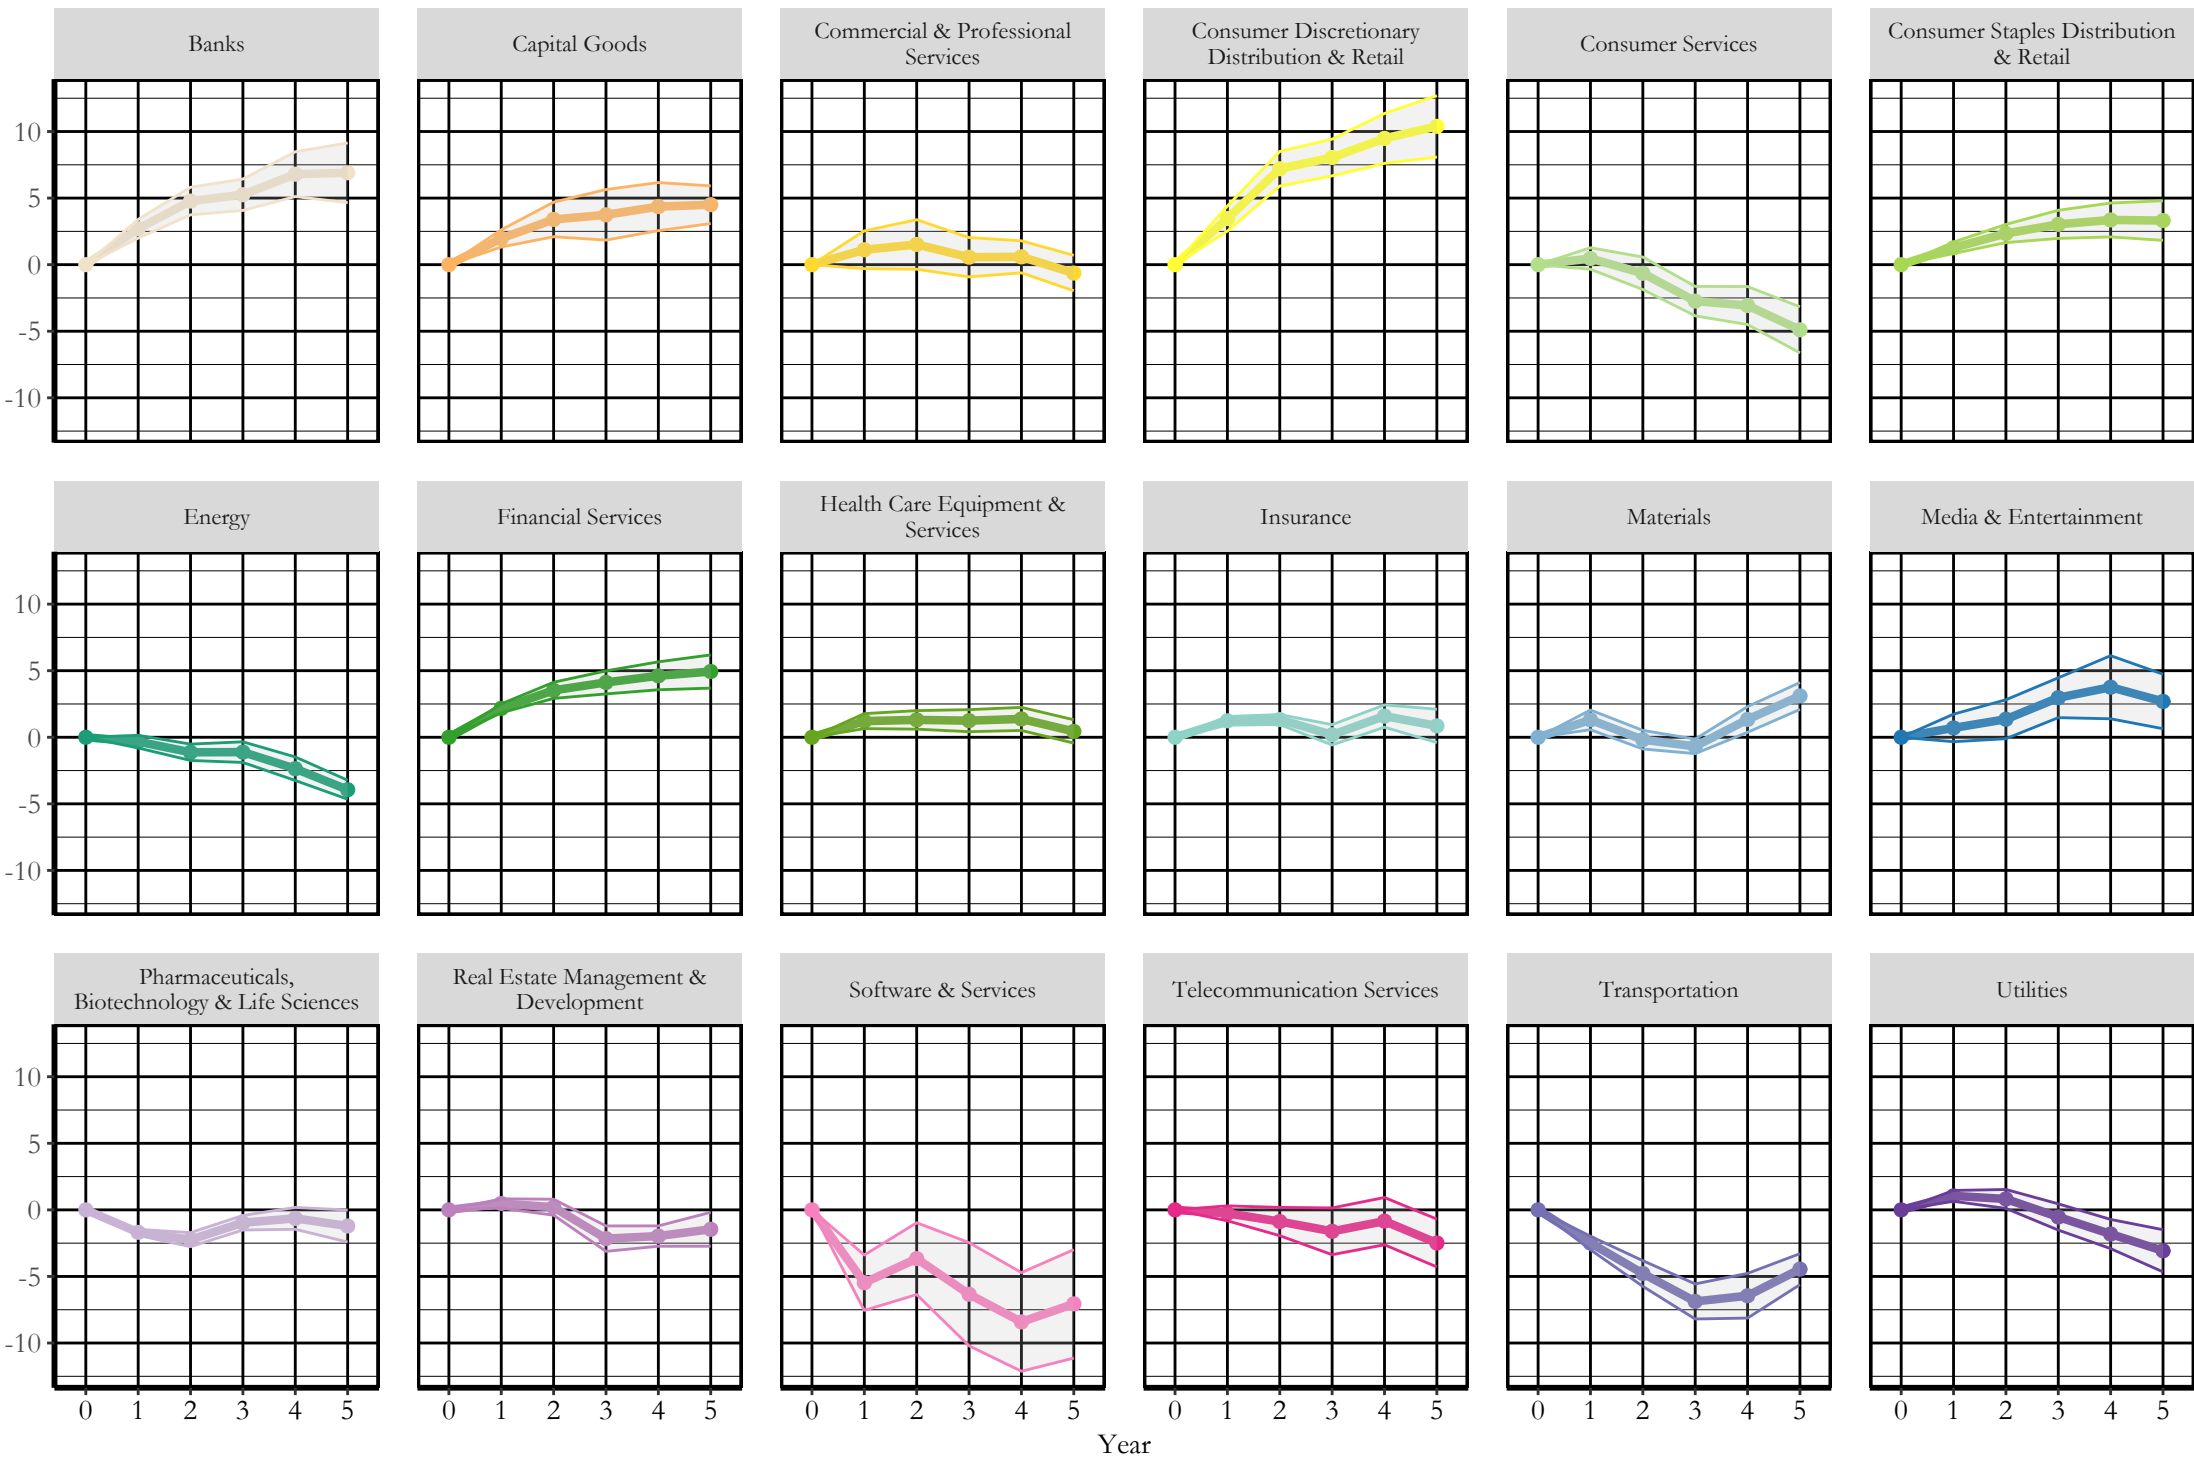 Banks
Capital Goods
Commercial & Professional
Services
Consumer Discretionary
Distribution & Retail
Consumer Services
Consumer Staples Distribution
& Retail
10
5
0
-5
-10
Energy
Financial Services
Health Care Equipment &
Services
Insurance
Materials
Media & Entertainment
10
5
0
-5
-10
Pharmaceuticals,
Biotechnology & Life Sciences
Real Estate Management &
Development
Software & Services
Telecommunication Services
Transportation
Utilities
10
5
0
-5
-10
0 1 2 3 4 5
0 1 2 3 4 5
0 1 2 3 4 5
0 1 2 3 4 5
0 1 2 3 4 5
0 1 2 3 4 5
Year